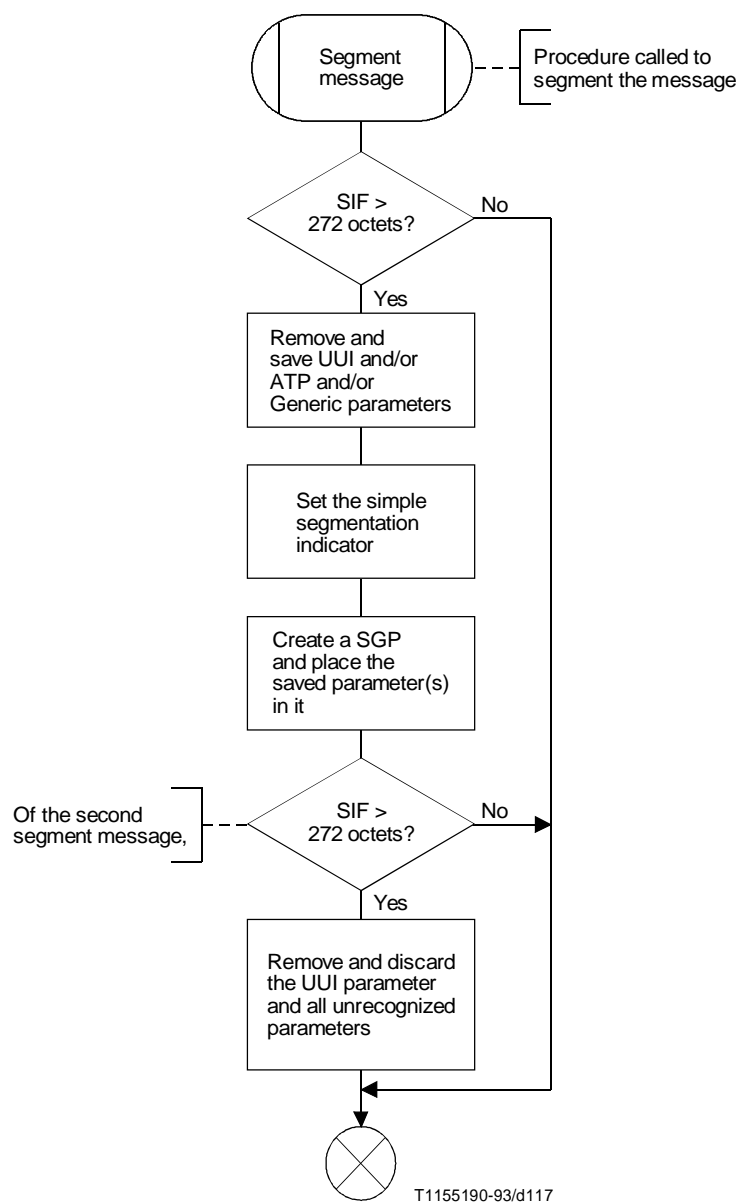 Segment
message
Procedure called to
segment the message
SIF >
272 octets?
No
Yes
Remove and
save UUI and/or
ATP and/or
Generic parameters
Set the simple
segmentation
indicator
Create a SGP
and place the
saved parameter(s)
in it
Of the second
segment message,
SIF >
272 octets?
No
Yes
Remove and discard
the UUI parameter
and all unrecognized
parameters
T1155190-93/d117